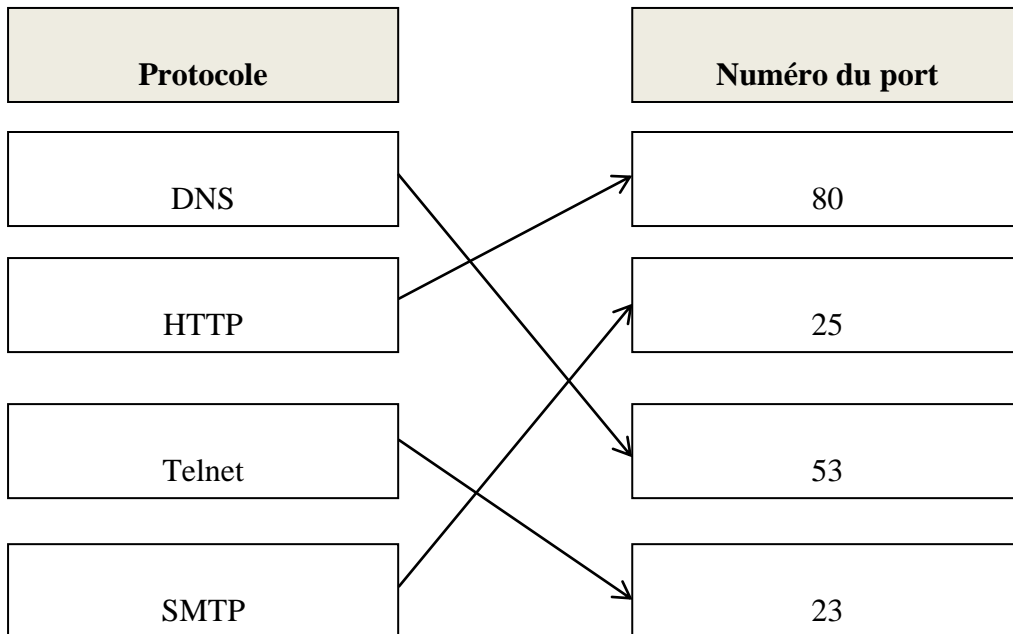 Protocole
Numéro du port
DNS
80
HTTP
25
Telnet
53
SMTP
23